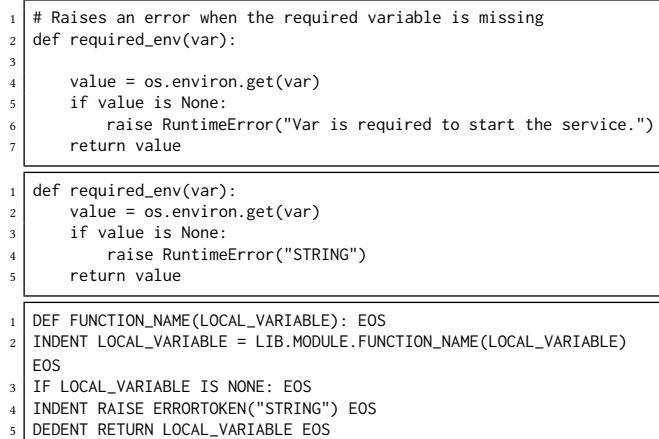 1 # Raises an error when the required variable is missing
2 def required_env(var):
3
4     value = os.environ.get(var)
5     if value is None:
6         raise RuntimeError("Var is required to start the service.")
7     return value
1 def required_env(var):
2     value = os.environ.get(var)
3     if value is None:
4         raise RuntimeError("STRING")
5     return value
1 DEF FUNCTION_NAME(LOCAL_VARIABLE): EOS
2 INDENT LOCAL_VARIABLE = LIB.MODULE.FUNCTION_NAME(LOCAL_VARIABLE)
EOS
3 IF LOCAL_VARIABLE IS NONE: EOS
4 INDENT RAISE ERRORTOKEN("STRING") EOS
5 DEDENT RETURN LOCAL_VARIABLE EOS